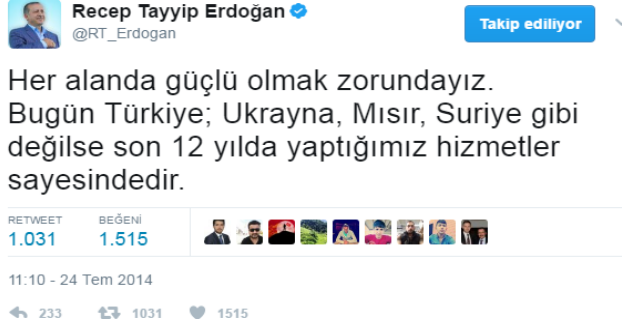 Recep Tayyip Erdoğan
@RT_Erdogan
Takip ediliyor
Her alanda güçlü olmak zorundayız.
Bugün Türkiye; Ukrayna, Mısır, Suriye gibi
değilse son 12 yılda yaptığımız hizmetler
sayesindedir.
RETWEET BEĞENİ
1.031 1.515
11:10 - 24 Tem 2014
233 1031 1515